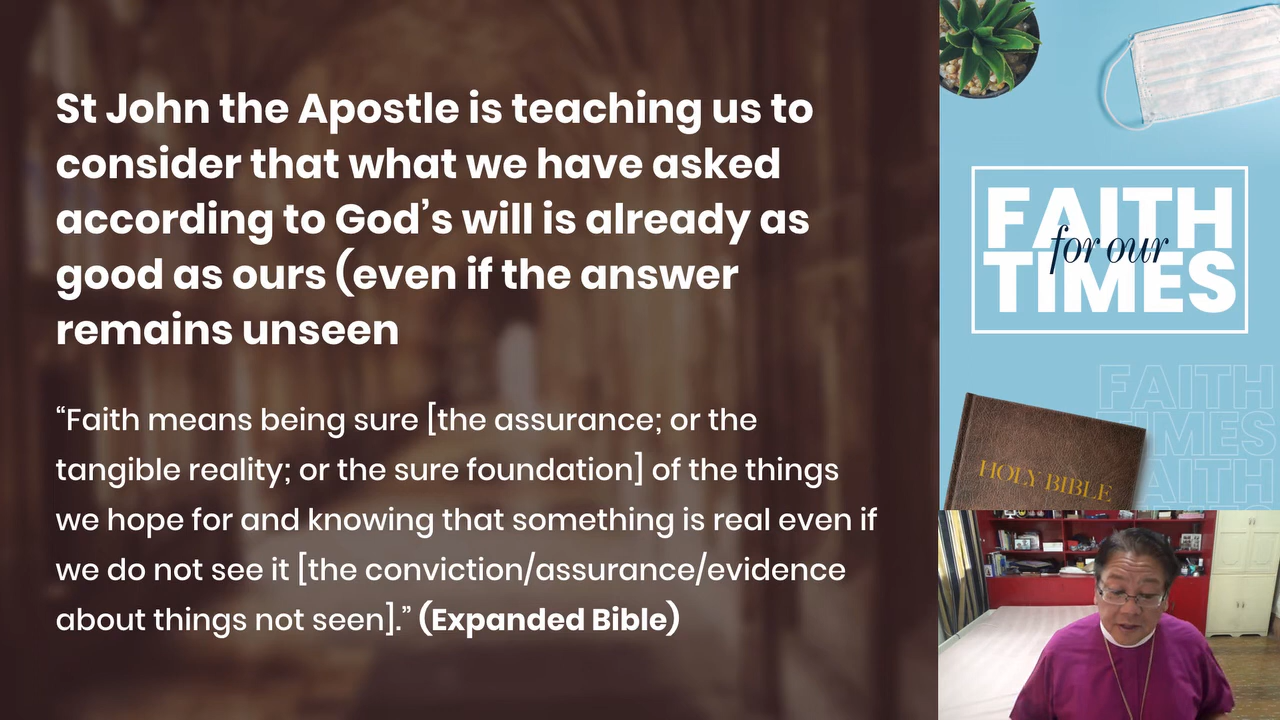 St John the Apostle is teaching us to
consider that what we have asked
according to God’s will is already as
good as ours (even if the answer
remains unseen
“Faith means being sure [the assurance; or the
tangible reality; or the sure foundation] of the things
we hope for and knowing that something is real even if
we do not see it [the conviction/assurance/evidence
about things not seen].” (Expanded Bible)
FAITH
for our
TIMES
FAITH
TIMES
FAITH
HOLY BIBLE